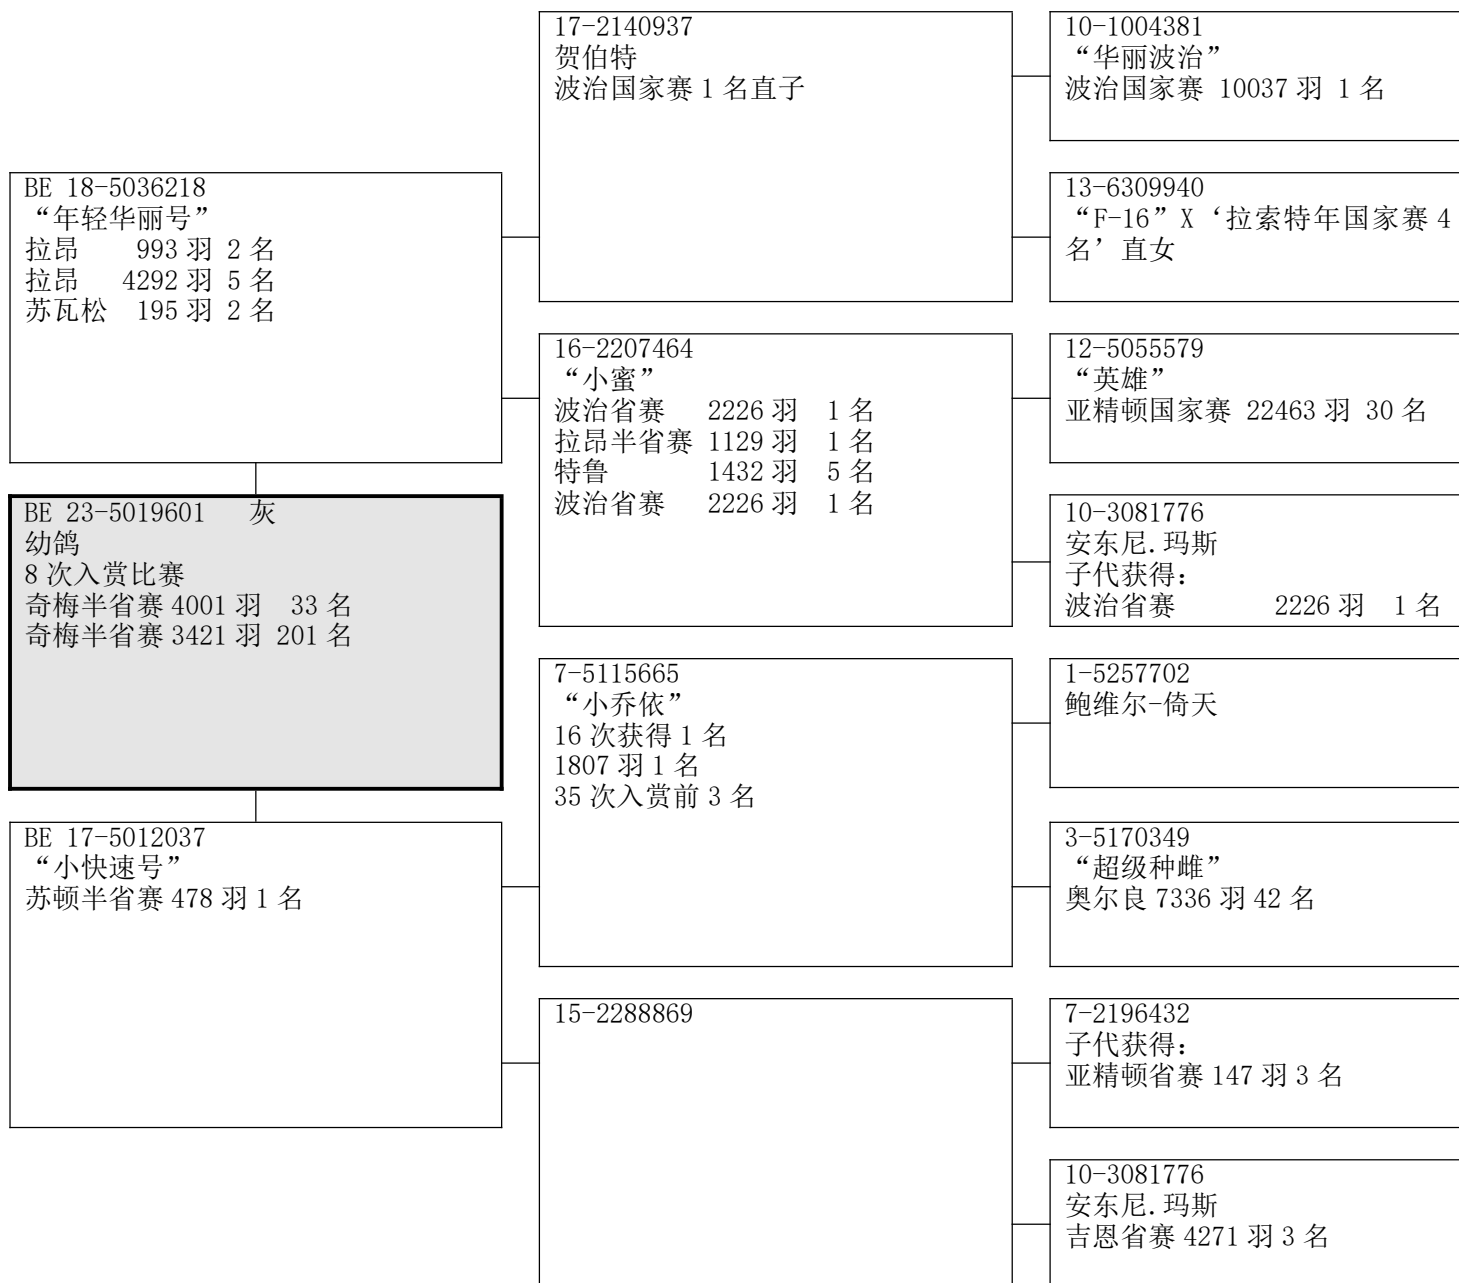 BE 18-5036218
“年轻华丽号”
拉昂 993 羽 2 名
拉昂 4292 羽 5 名
苏瓦松 195 羽 2 名
BE 23-5019601 灰
幼鸽
8 次入赏比赛
奇梅半省赛 4001 羽 33 名
奇梅半省赛 3421 羽 201 名
BE 17-5012037
“小快速号”
苏顿半省赛 478 羽 1 名
17-2140937
贺伯特
波治国家赛 1 名直子
16-2207464
“小蜜”
波治省赛 2226 羽 1 名
拉昂半省赛 1129 羽 1 名
特鲁 1432 羽 5 名
波治省赛 2226 羽 1 名
7-5115665
“小乔依”
16 次获得 1 名
1807 羽 1 名
35 次入赏前 3 名
15-2288869
10-1004381
“华丽波治”
波治国家赛 10037 羽 1 名
13-6309940
“F-16”X‘拉索特年国家赛 4
名’直女
12-5055579
“英雄”
亚精顿国家赛 22463 羽 30 名
10-3081776
安东尼.玛斯
子代获得：
波治省赛 2226 羽 1 名
1-5257702
鲍维尔-倚天
3-5170349
“超级种雌”
奥尔良 7336 羽 42 名
7-2196432
子代获得：
亚精顿省赛 147 羽 3 名
10-3081776
安东尼.玛斯
吉恩省赛 4271 羽 3 名